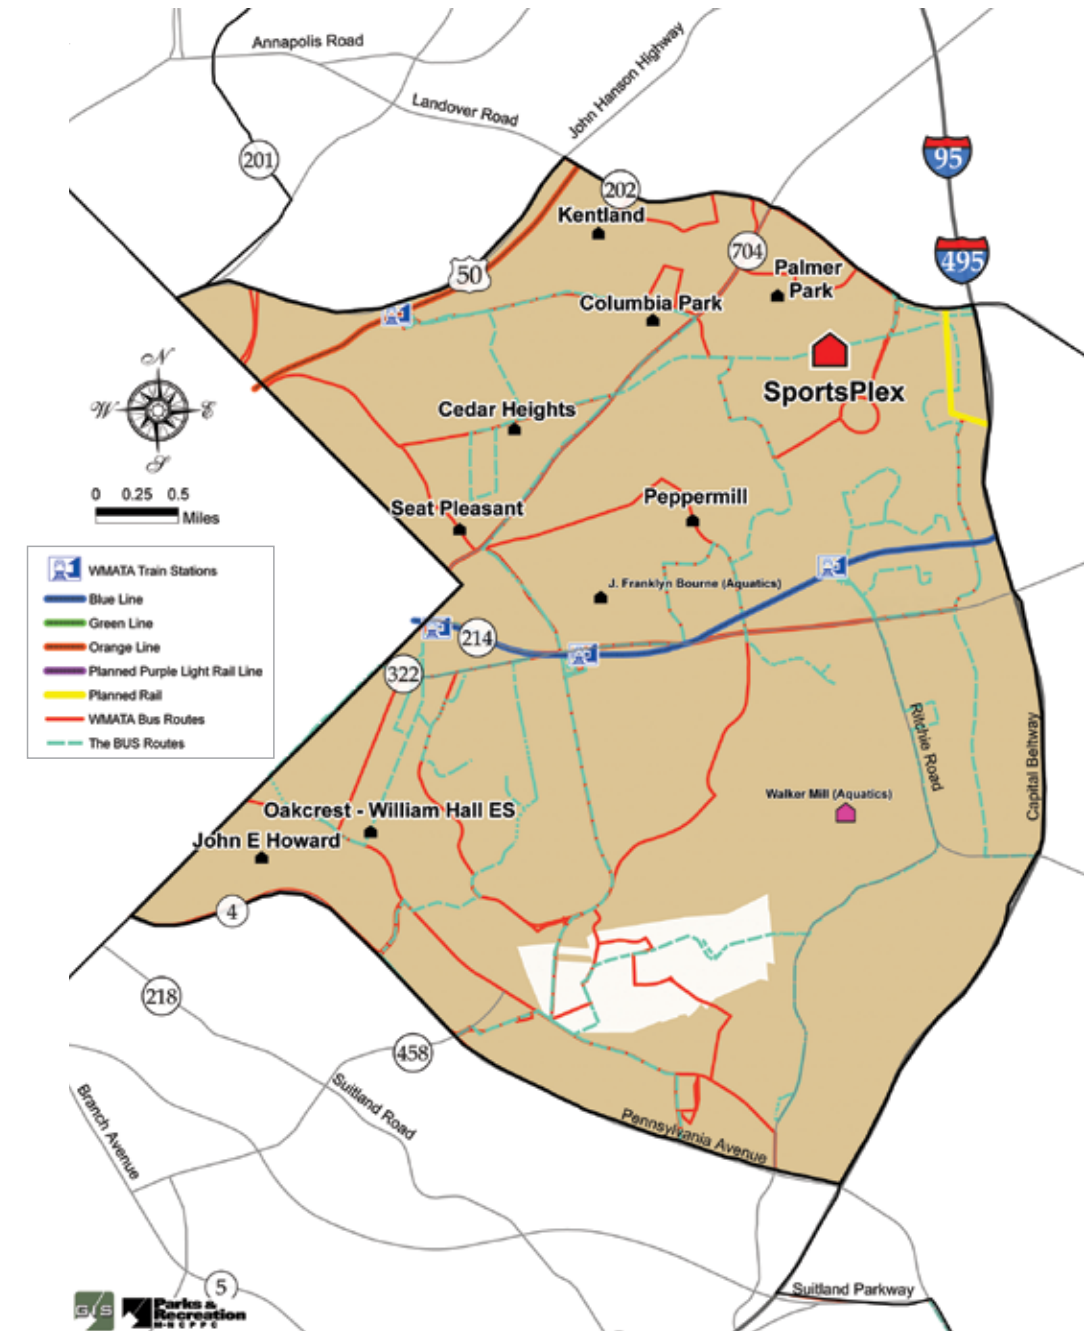 Annapolis Road
John Hanson Highway
Landover Road
201
95
202
Kentland
704
495
50
Palmer
Park
Columbia Park
N
W E
S
SportsPlex
Cedar Heights
0 0.25 0.5
Miles
Seat Pleasant
Peppermill
WMATA Train Stations
Blue Line
Green Line
Orange Line
Planned Purple Light Rail Line
Planned Rail
WMATA Bus Routes
The BUS Routes
J. Franklyn Bourne (Aquatics)
214
322
Ritchie Road
Capital Beltway
Walker Mill (Aquatics)
Oakcrest - William Hall ES
John E Howard
4
218
458
Suitland Road
Branch Avenue
Pennsylvania Avenue
5
Suitland Parkway
GIS
Parks &
Recreation
M-NCPPC